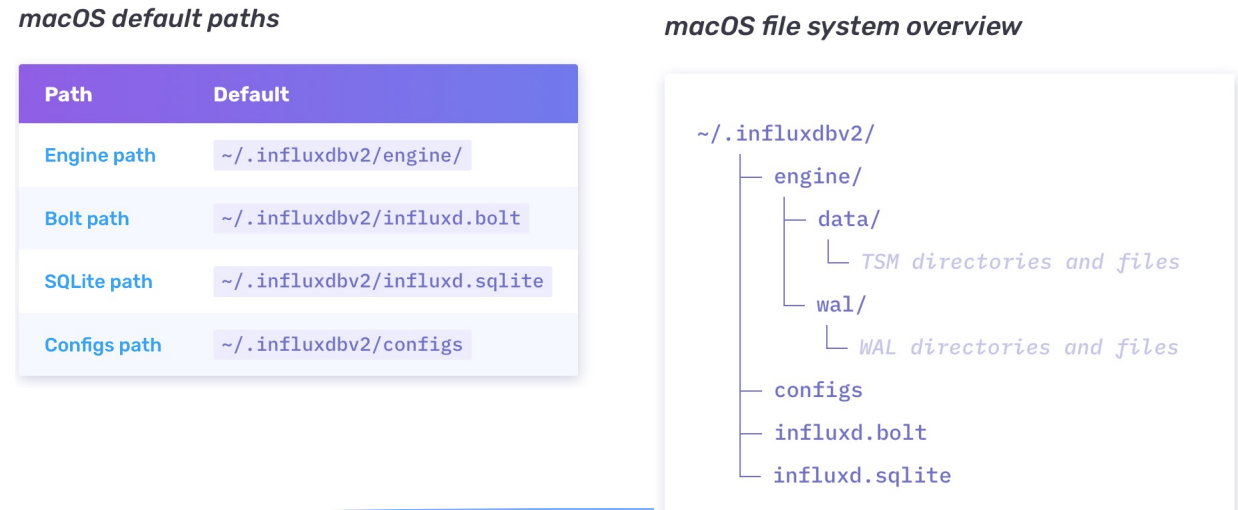 macOS default paths
Path Default
Engine path ~/.influxdbv2/engine/
Bolt path ~/.influxdbv2/influxd.bolt
SQLite path ~/.influxdbv2/influxd.sqlite
Configs path ~/.influxdbv2/configs
macOS file system overview
~/.influxdbv2/
engine/
data/
TSM directories and files
wal/
WAL directories and files
configs
influxd.bolt
influxd.sqlite